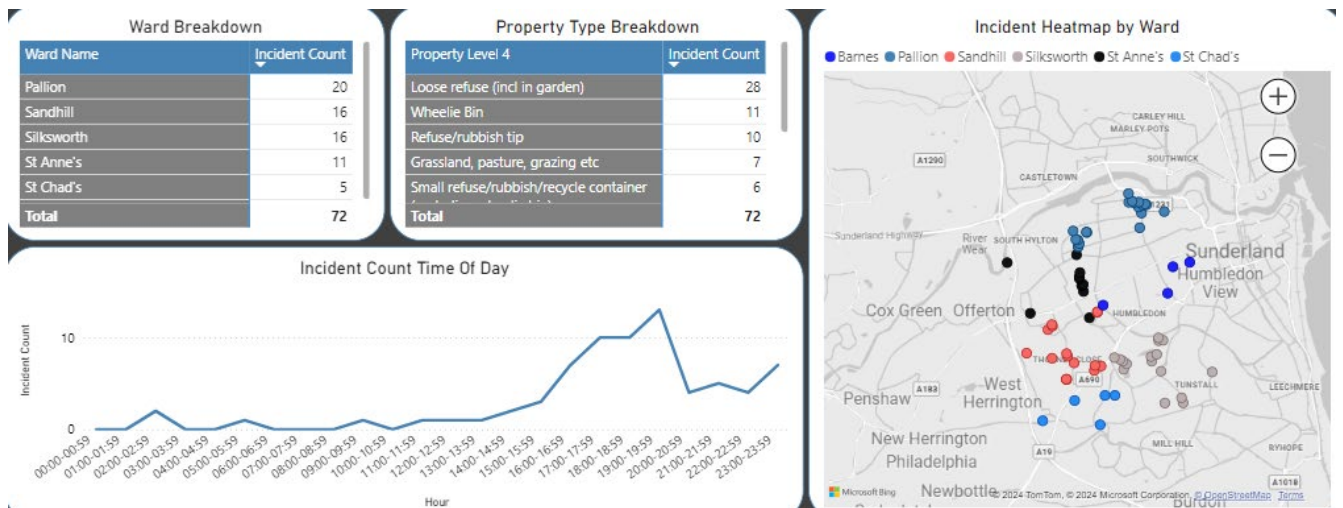 Ward Breakdown
Ward Name Incident Count
Pallion 20
Sandhill 16
Silksworth 16
St Anne's 11
St Chad's 5
Total 72
Property Type Breakdown
Property Level 4 Incident Count
Loose refuse (incl in garden) 28
Wheelie Bin 11
Refuse/rubbish tip 10
Grassland, pasture, grazing etc 7
Small refuse/rubbish/recycle container 6
Total 72
Incident Count Time Of Day
Incident Count
10
0
00:00-00:59
01:00-01:59
02:00-02:59
03:00-03:59
04:00-04:59
05:00-05:59
06:00-06:59
07:00-07:59
08:00-08:59
09:00-09:59
10:00-10:59
11:00-11:59
12:00-12:59
13:00-13:59
14:00-14:59
15:00-15:59
16:00-16:59
17:00-17:59
18:00-18:59
19:00-19:59
20:00-20:59
21:00-21:59
22:00-22:59
23:00-23:59
Hour
Incident Heatmap by Ward
Barnes Pallion Sandhill Silksworth St Anne's St Chad's
CARLEY HILL
MARLEY POTS
A1290
SOUTHWICK
CASTLETOWN
Sunderland Highway
River
Wear
SOUTH HYLTON
Sunderland
Humbledon
View
Cox Green Offerton
HUMBLEDON
A690
A183
West
Herrington
Penshaw
TUNSTALL
LEECHMERE
New Herrington
Philadelphia
A19
MILL HILL
RYHOPE
A1018
Newbottle
Burdon
Microsoft Bing
© 2024 TomTom, © 2024 Microsoft Corporation, © OpenStreetMap Terms